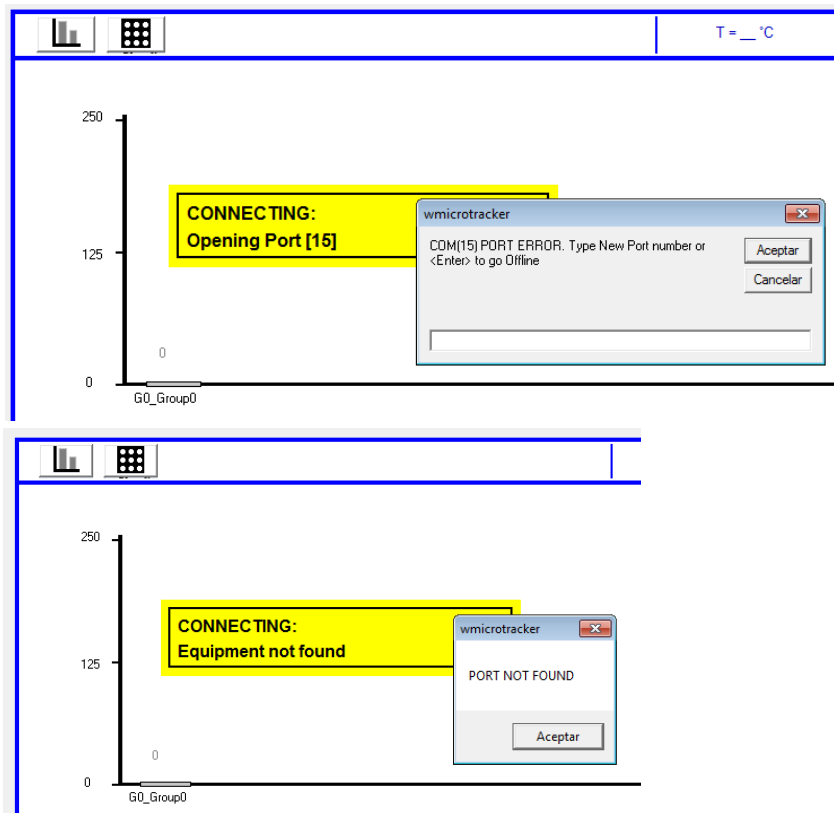 T = __ °C
250
CONNECTING:
Opening Port [15]
wmicrotracker
COM(15) PORT ERROR. Type New Port number or
<Enter> to go Offline
Aceptar
Cancelar
125
0
0
G0_Group0
250
CONNECTING:
Equipment not found
wmicrotracker
PORT NOT FOUND
Aceptar
125
0
0
G0_Group0